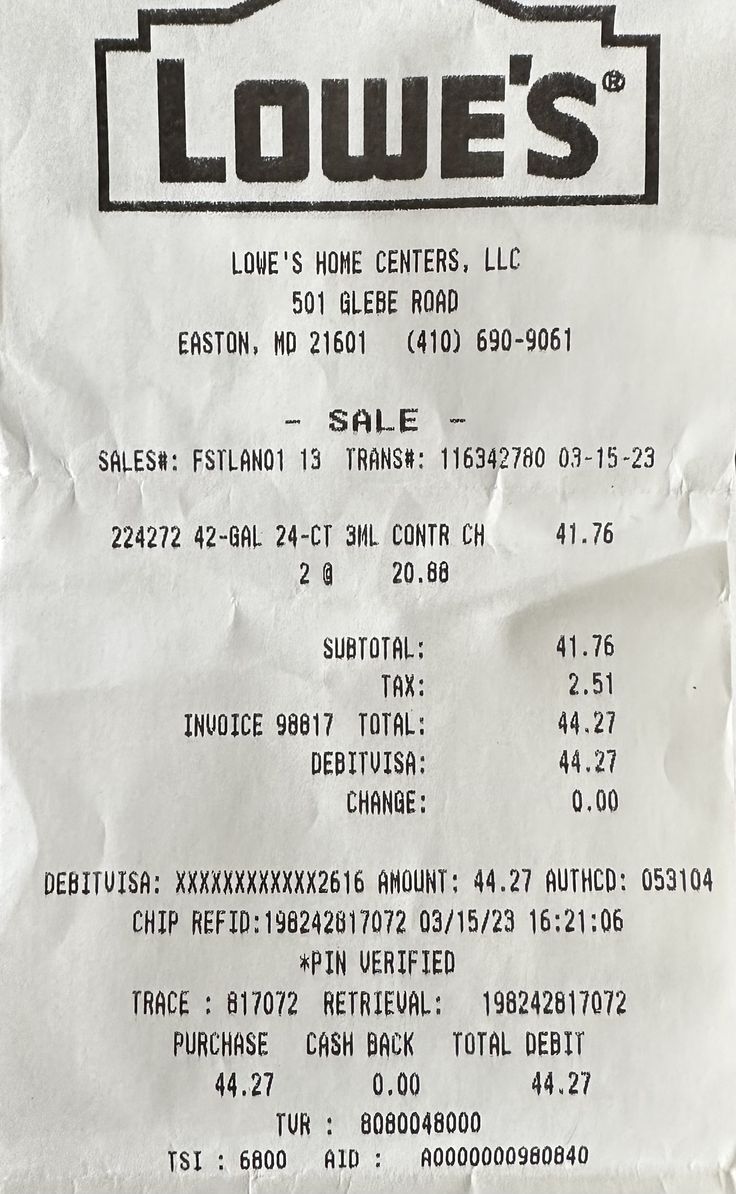 LOWE'S®
LOWE'S HOME CENTERS, LLC
501 GLEBE ROAD
EASTON, MD 21601 (410) 690-9061
- SALE -
SALES#: FSTLAN01 13 TRANS#: 116342780 03-15-23
224272 42-GAL 24-CT 3ML CONTR CH 41.76
2 @ 20.88
SUBTOTAL: 41.76
TAX: 2.51
INVOICE 98817 TOTAL: 44.27
DEBITVISA: 44.27
CHANGE: 0.00
DEBITVISA: XXXXXXXXXXXX2616 AMOUNT: 44.27 AUTHCD: 053104
CHIP REFID:198242817072 03/15/23 16:21:06
*PIN VERIFIED
TRACE : 817072 RETRIEVAL: 198242817072
PURCHASE CASH BACK TOTAL DEBIT
44.27 0.00 44.27
TVR : 8080048000
TSI : 6800 AID : A0000000980840